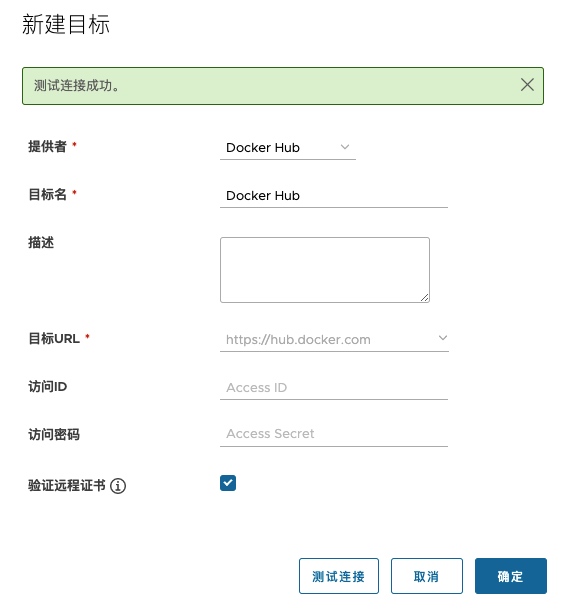 新建目标
测试连接成功。
提供者 * Docker Hub
目标名 * Docker Hub
描述
目标URL * https://hub.docker.com
访问ID Access ID
访问密码 Access Secret
验证远程证书
测试连接 取消 确定